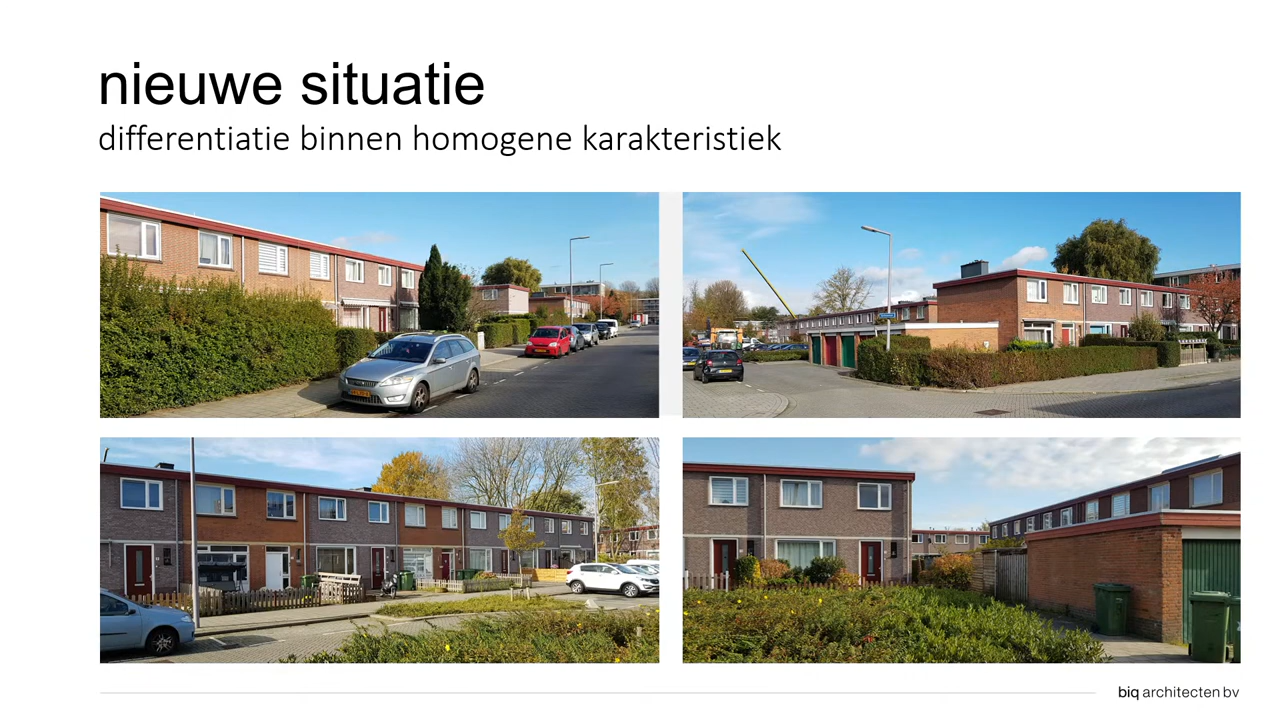 nieuwe situatie
differentiatie binnen homogene karakteristiek
biq architecten bv